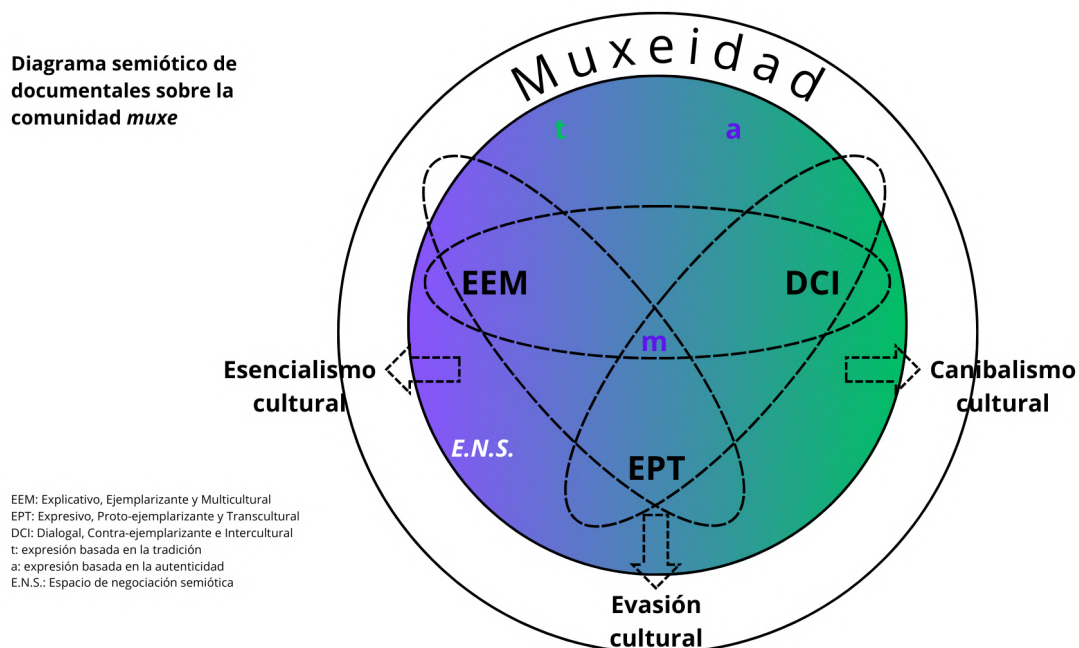 Diagrama semiótico de
documentales sobre la
comunidad muxe
Muxeidad
t
a
EEM
DCI
m
Esencialismo
cultural
Canibalismo
cultural
E.N.S.
EPT
Evasión
cultural
EEM: Explicativo, Ejemplarizante y Multicultural
EPT: Expresivo, Proto-ejemplarizante y Transcultural
DCI: Dialogal, Contra-ejemplarizante e Intercultural
t: expresión basada en la tradición
a: expresión basada en la autenticidad
E.N.S.: Espacio de negociación semiótica